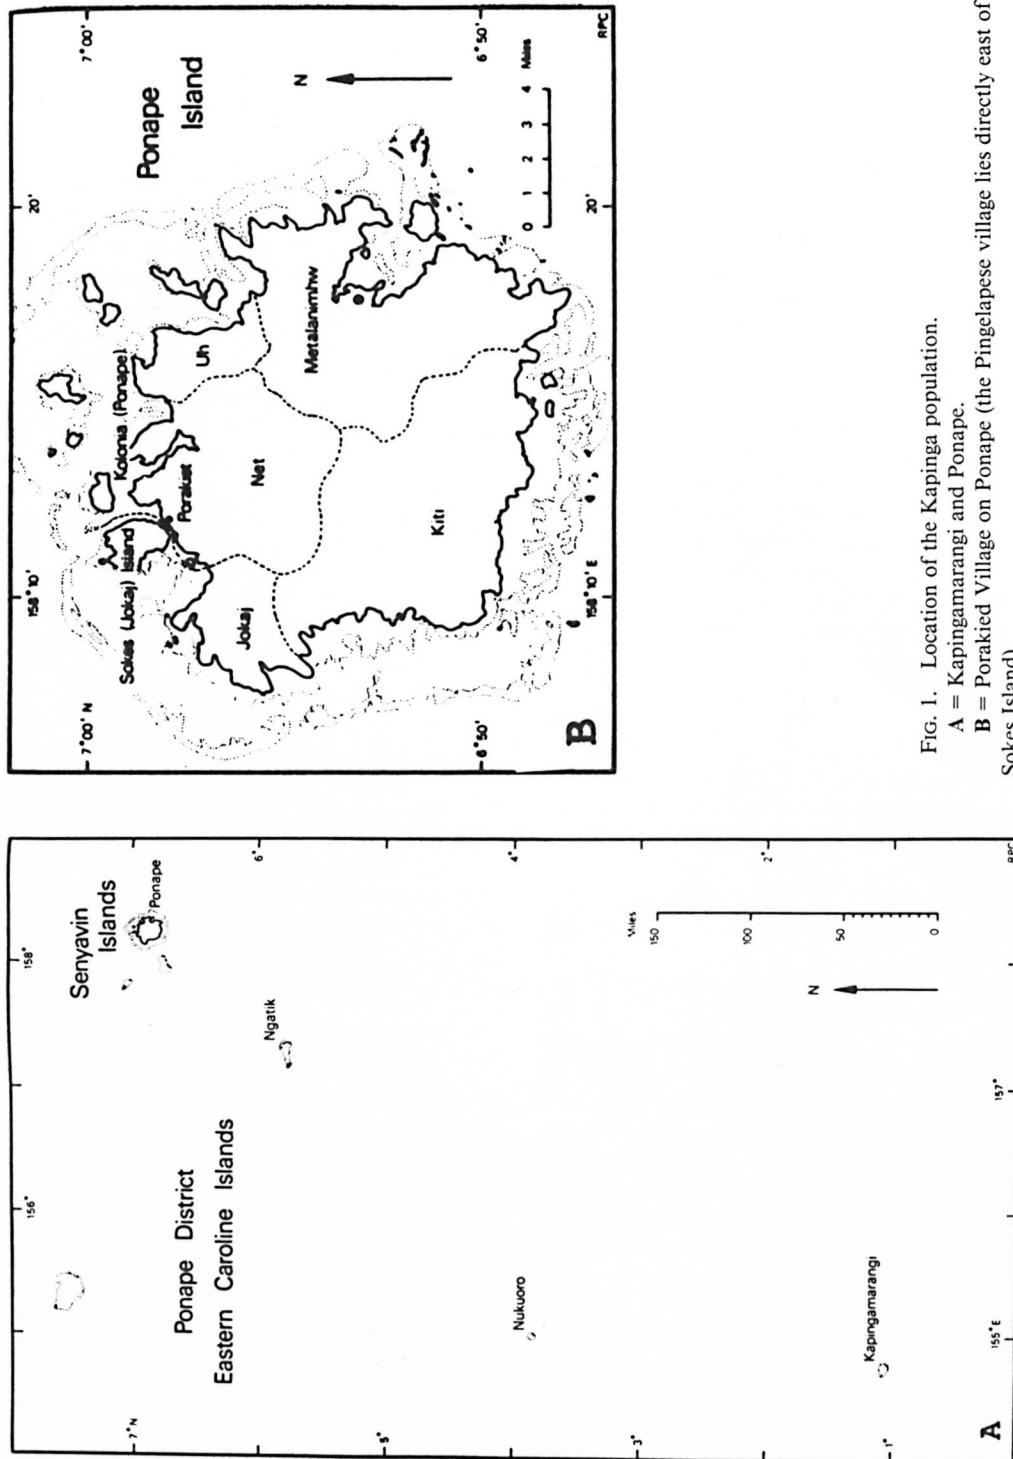 Ponape District
Eastern Caroline Islands
Senyavin
Islands
Ponape
Ngatik
Nukuoro
Kapingamarangi
156°
158°
7° N
5°
3°
1°
6°
4°
2°
155° E
157°
N
Miles
150
100
50
0
A
RPC
Ponape
Island
158° 10'
20'
7° 00' N
7° 00'
Sokes (Jokaj) Island
Kolonia (Ponape)
Porakiet
Uh
Net
Jokaj
Metalanimhw
Kiti
6° 50'
6° 50'
158° 10' E
20'
N
0 1 2 3 4 Miles
B
RPC
FIG. 1. Location of the Kapinga population.
A = Kapingamarangi and Ponape.
B = Porakied Village on Ponape (the Pingelapese village lies directly east of
Sokes Island)